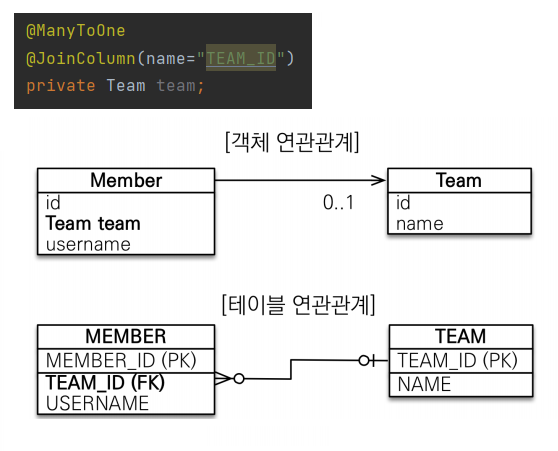 @ManyToOne
@JoinColumn(name="TEAM_ID")
private Team team;
[객체 연관관계]
Member
id
Team team
username
0..1
Team
id
name
[테이블 연관관계]
MEMBER
MEMBER_ID (PK)
TEAM_ID (FK)
USERNAME
TEAM
TEAM_ID (PK)
NAME